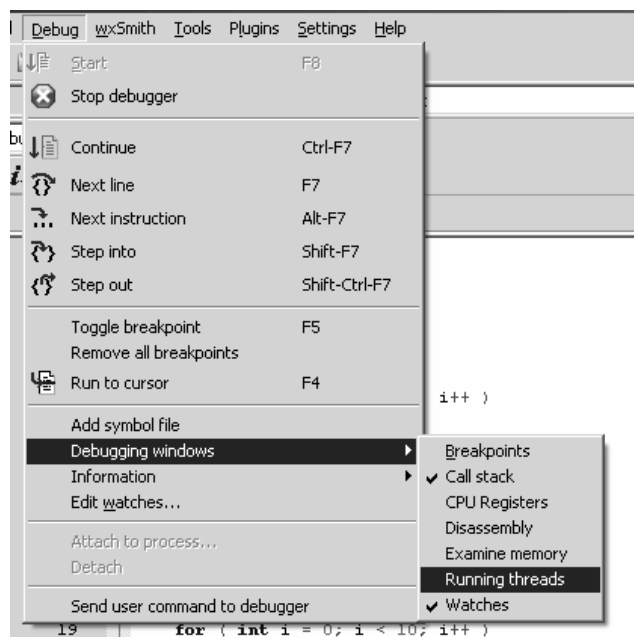 Debug wxSmith Tools Plugins Settings Help
Start F8
Stop debugger
Continue Ctrl-F7
Next line F7
Next instruction Alt-F7
Step into Shift-F7
Step out Shift-Ctrl-F7
Toggle breakpoint F5
Remove all breakpoints
Run to cursor F4
i++ )
Add symbol file
Debugging windows
Information
Edit watches...
Attach to process...
Detach
Send user command to debugger
Breakpoints
Call stack
CPU Registers
Disassembly
Examine memory
Running threads
Watches
19 for ( int i = 0; i < 10; i++ )